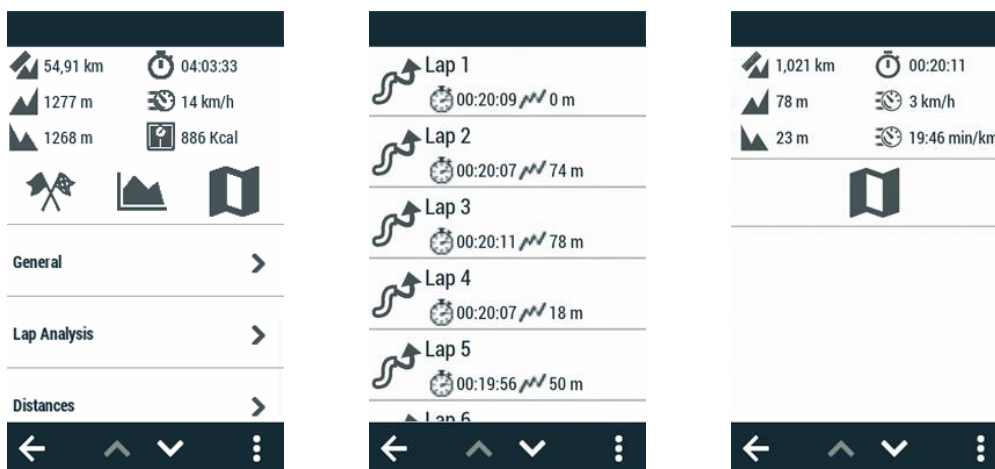 54,91 km 04:03:33
1277 m 14 km/h
1268 m 886 Kcal
General
Lap Analysis
Distances
Lap 1
00:20:09 0 m
Lap 2
00:20:07 74 m
Lap 3
00:20:11 78 m
Lap 4
00:20:07 18 m
Lap 5
00:19:56 50 m
Lap 6
1,021 km 00:20:11
78 m 3 km/h
23 m 19:46 min/km